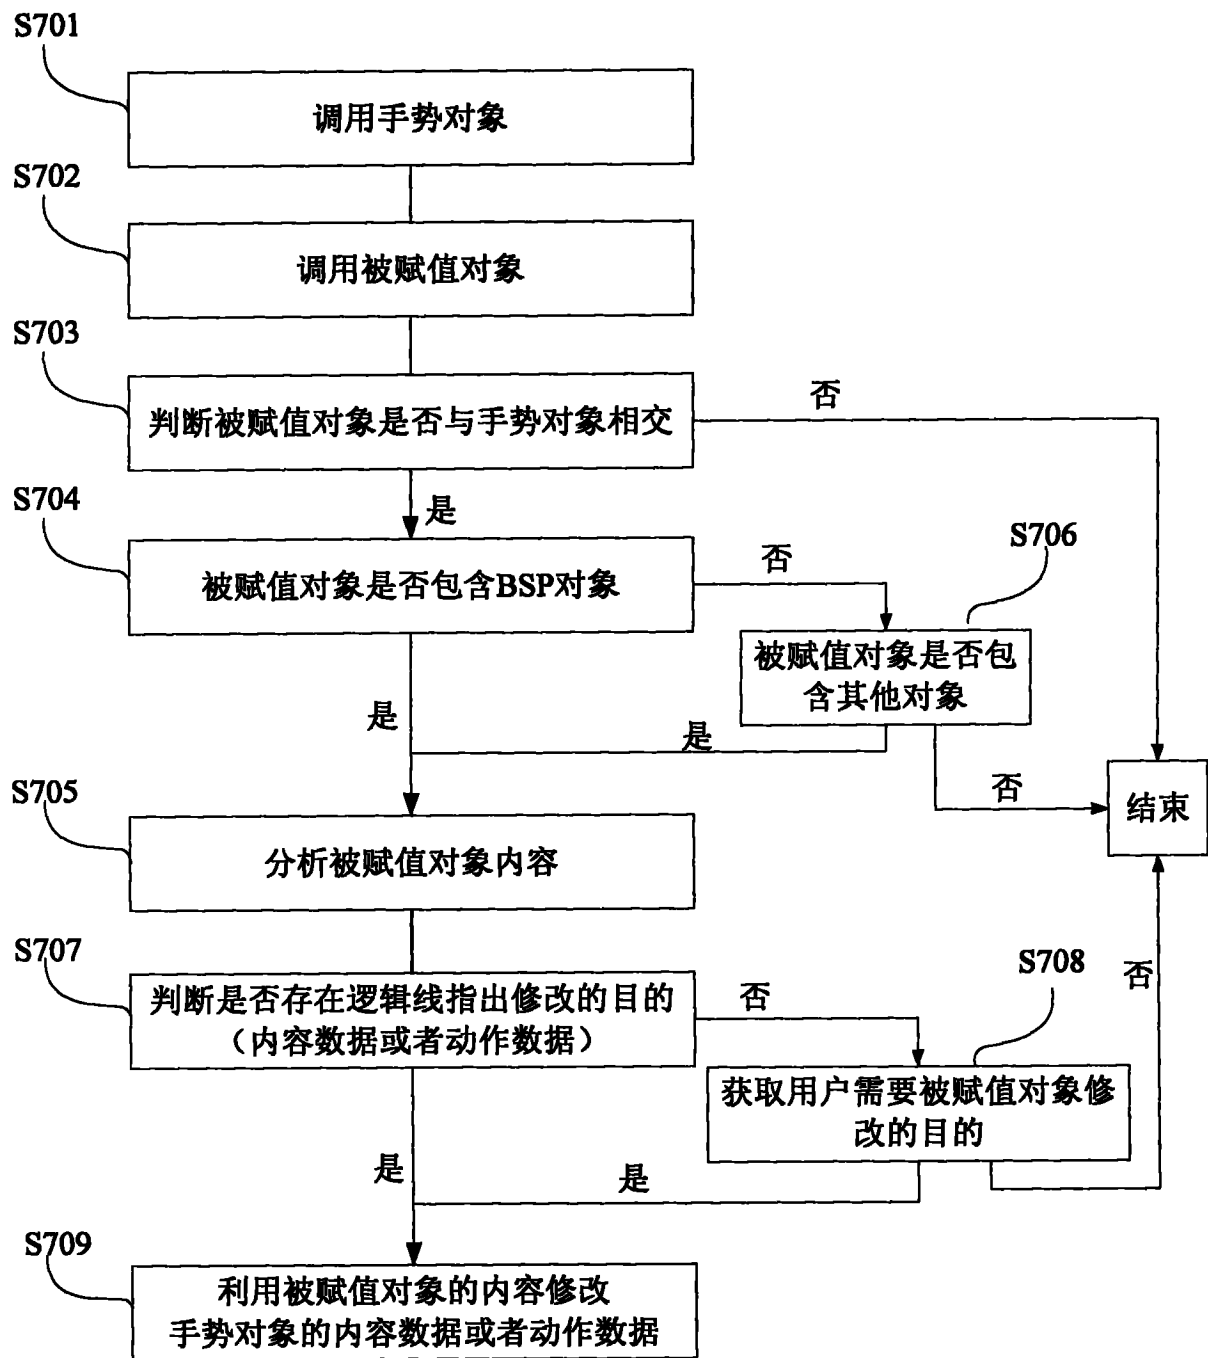 S701
调用手势对象
S702
调用被赋值对象
S703
判断被赋值对象是否与手势对象相交
否
S704
是
被赋值对象是否包含BSP对象
否
S706
被赋值对象是否包
含其他对象
是
是
否
结束
S705
分析被赋值对象内容
S707
判断是否存在逻辑线指出修改的目的
（内容数据或者动作数据）
否
S708
否
获取用户需要被赋值对象修
改的目的
是
是
S709
利用被赋值对象的内容修改
手势对象的内容数据或者动作数据